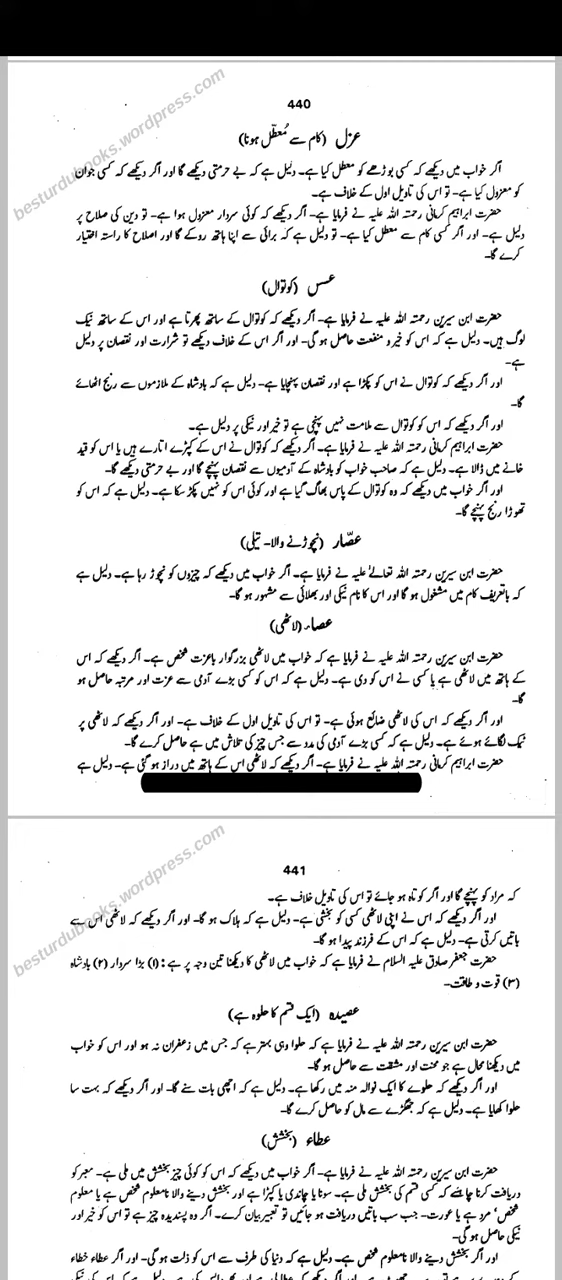 440
عزل (کام سے مُعطّل ہونا)
اگر خواب میں دیکھے کہ کسی بوڑھے کو معطل کیا ہے۔ دلیل ہے کہ بے حرمتی دیکھے گا اور اگر دیکھے کہ کسی جوان
کو معزول کیا ہے۔ تو اس کی تاویل اول کے خلاف ہے۔
حضرت ابراہیم کرمانی رحمتہ اللہ علیہ نے فرمایا ہے۔ اگر دیکھے کہ کوئی سردار معزول ہوا ہے۔ تو دین کی صلاح پر
دلیل ہے۔ اور اگر کسی کام سے معطل کیا ہے۔ تو دلیل ہے کہ برائی سے اپنا ہاتھ روکے گا اور اصلاح کا راستہ اختیار
کرے گا۔
عسس (کوتوال)
حضرت ابن سیرین رحمتہ اللہ علیہ نے فرمایا ہے۔ اگر دیکھے کہ کوتوال کے ساتھ پھرتا ہے اور اس کے ساتھ نیک
لوگ ہیں۔ دلیل ہے کہ اس کو خیر و منفعت حاصل ہو گی۔ اور اگر اس کے خلاف دیکھے تو شرارت اور نقصان پر دلیل
ہے۔
اور اگر دیکھے کہ کوتوال نے اس کو پکڑا ہے اور نقصان پہنچایا ہے۔ دلیل ہے کہ بادشاہ کے ملازموں سے رنج اٹھائے
گا۔
اور اگر دیکھے کہ اس کو کوتوال سے ملامت نہیں پہنچی ہے تو خیر اور نیکی پر دلیل ہے۔
حضرت ابراہیم کرمانی رحمتہ اللہ علیہ نے فرمایا ہے۔ اگر دیکھے کہ کوتوال نے اس کے کپڑے اتارے ہیں یا اس کو قید
خانے میں ڈالا ہے۔ دلیل ہے کہ صاحب خواب کو بادشاہ کے آدمیوں سے نقصان پہنچے گا اور بے حرمتی دیکھے گا۔
اور اگر خواب میں دیکھے کہ وہ کوتوال کے پاس بھاگ گیا ہے اور کوئی اس کو نہیں پکڑ سکا ہے۔ دلیل ہے کہ اس کو
تھوڑا رنج پہنچے گا۔
عصّار (نچوڑنے والا۔ تیلی)
حضرت ابن سیرین رحمتہ اللہ تعالےٰ علیہ نے فرمایا ہے۔ اگر خواب میں دیکھے کہ چیزوں کو نچوڑ رہا ہے۔ دلیل ہے
کہ باتعریف کام میں مشغول ہو گا اور اس کا نام نیکی اور بھلائی سے مشہور ہو گا۔
عصاء (لاٹھی)
حضرت ابن سیرین رحمتہ اللہ علیہ نے فرمایا ہے کہ خواب میں لاٹھی بزرگوار باعزت شخص ہے۔ اگر دیکھے کہ اس
کے ہاتھ میں لاٹھی ہے یا کسی نے اس کو دی ہے۔ دلیل ہے کہ اس کو کسی بڑے آدمی سے عزت اور مرتبہ حاصل ہو
گا۔
اور اگر دیکھے کہ اس کی لاٹھی ضائع ہوئی ہے۔ تو اس کی تاویل اول کے خلاف ہے۔ اور اگر دیکھے کہ لاٹھی پر
ٹیک لگائے ہوئے ہے۔ دلیل ہے کہ کسی بڑے آدمی کی مدد سے جس چیز کی تلاش میں ہے حاصل کرے گا۔
حضرت ابراہیم کرمانی رحمتہ اللہ علیہ نے فرمایا ہے۔ اگر دیکھے کہ لاٹھی اس کے ہاتھ میں دراز ہو گئی ہے۔ دلیل ہے
besturdubooks.wordpress.com
441
کہ مراد کو پہنچے گا اور اگر کوتاہ ہو جائے تو اس کی تاویل خلاف ہے۔
اور اگر دیکھے کہ اس نے اپنی لاٹھی کسی کو بخشی ہے۔ دلیل ہے کہ ہلاک ہو گا۔ اور اگر دیکھے کہ لاٹھی اس سے
باتیں کرتی ہے۔ دلیل ہے کہ اس کے فرزند پیدا ہو گا۔
حضرت جعفر صادق علیہ السلام نے فرمایا ہے کہ خواب میں لاٹھی کا دیکھنا تین وجہ پر ہے: (۱) بڑا سردار (۲) بادشاہ
(۳) قوت و طاقت۔
عصیدہ (ایک قسم کا حلوہ ہے)
حضرت ابن سیرین رحمتہ اللہ علیہ نے فرمایا ہے کہ حلوا وہی بہتر ہے کہ جس میں زعفران نہ ہو اور اس کو خواب
میں دیکھنا محال ہے جو محنت اور مشقت سے حاصل ہو گا۔
اور اگر دیکھے کہ حلوے کا ایک نوالہ منہ میں رکھا ہے۔ دلیل ہے کہ اچھی بات سنے گا۔ اور اگر دیکھے کہ بہت سا
حلوا کھایا ہے۔ دلیل ہے کہ جھگڑے سے مال کو حاصل کرے گا۔
عطاء (بخشش)
حضرت ابن سیرین رحمتہ اللہ علیہ نے فرمایا ہے۔ اگر خواب میں دیکھے کہ اس کو کوئی چیز بخشش میں ملی ہے۔ معبر کو
دریافت کرنا چاہئے کہ کسی قسم کی بخشش ملی ہے۔ سونا یا چاندی یا کپڑا ہے اور بخشش دینے والا نامعلوم شخص ہے یا معلوم
شخص' مرد ہے یا عورت۔ جب سب باتیں دریافت ہو جائیں تو تعبیر بیان کرے۔ اگر وہ پسندیدہ چیز ہے تو اس کو خیر اور
نیکی حاصل ہو گی۔
اور اگر بخشش دینے والا نامعلوم شخص ہے۔ دلیل ہے کہ دنیا کی طرف سے اس کو ذلت ہو گی۔ اور اگر عطاء خطاء
besturdubooks.wordpress.com